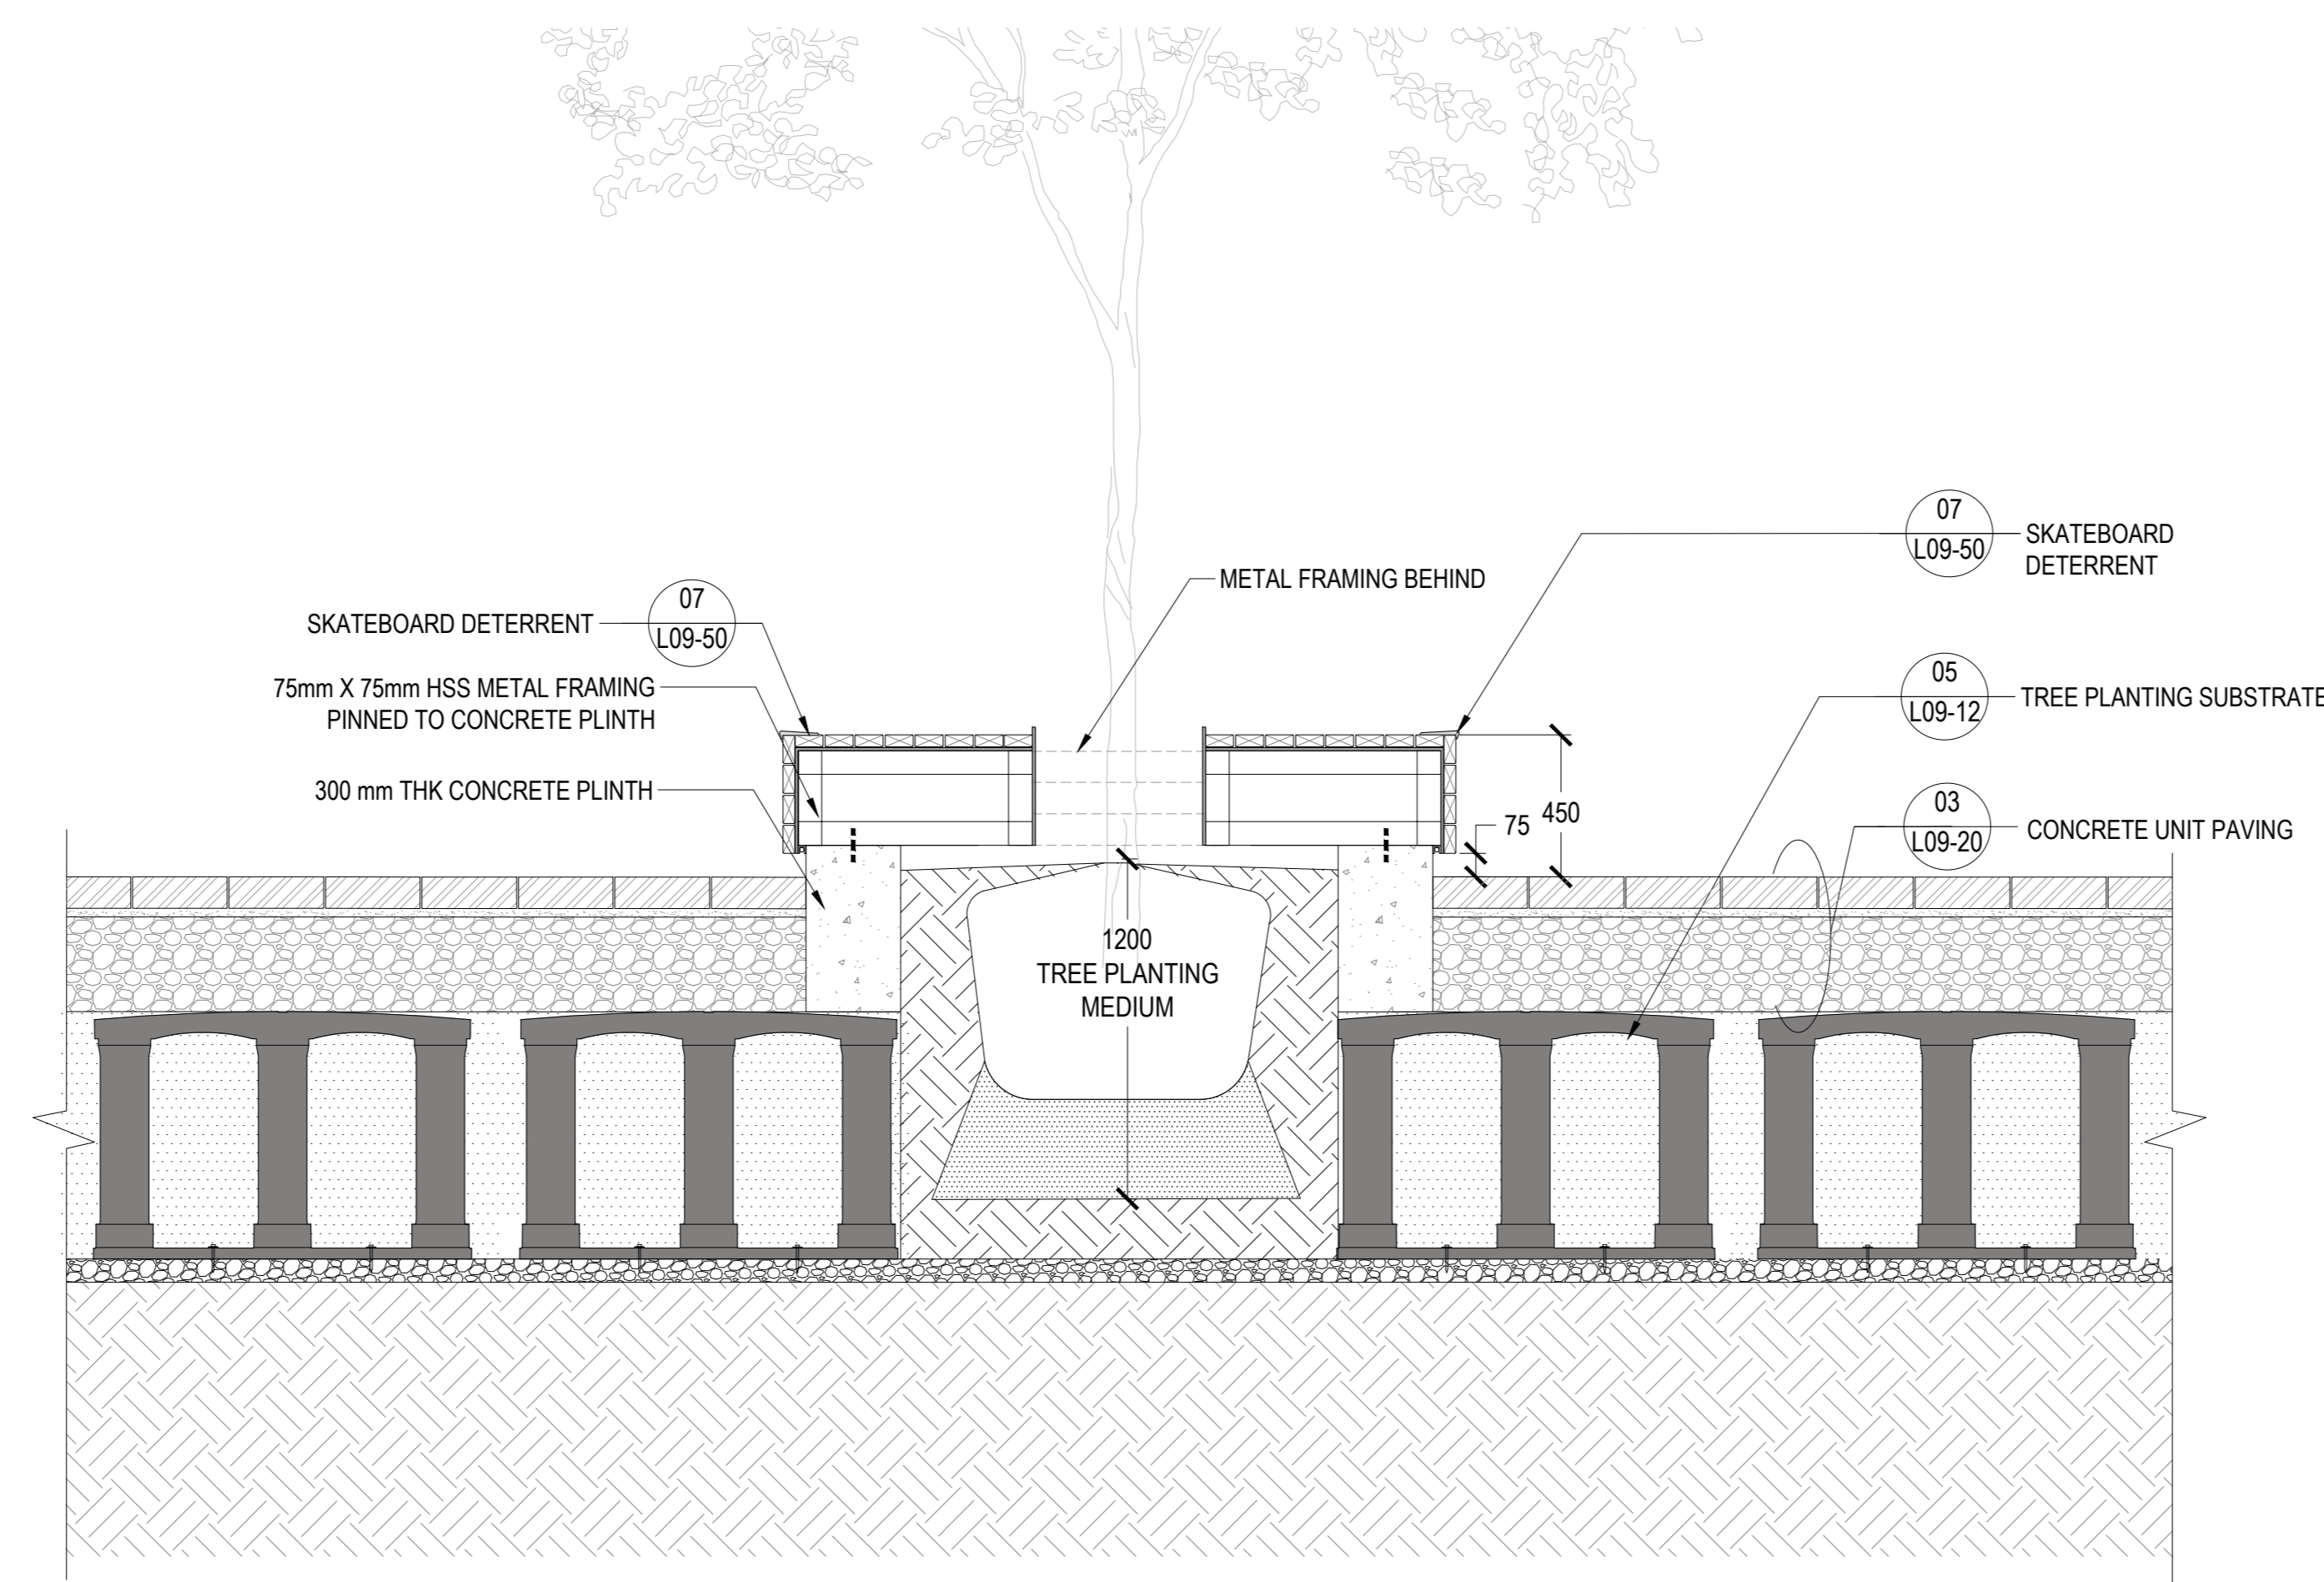 07
L09-50
SKATEBOARD
DETERRENT
METAL FRAMING BEHIND
07
SKATEBOARD DETERRENT
L09-50
75mm X 75mm HSS METAL FRAMING
PINNED TO CONCRETE PLINTH
05
L09-12
TREE PLANTING SUBSTRATE
300 mm THK CONCRETE PLINTH
75
450
03
L09-20
CONCRETE UNIT PAVING
1200
TREE PLANTING
MEDIUM